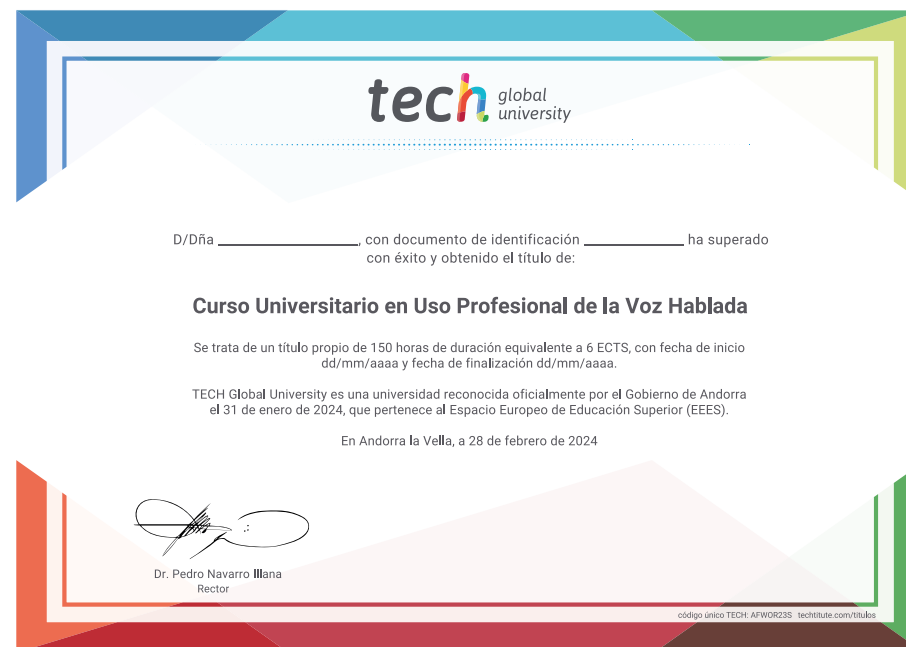 tech global university
D/Dña ______________, con documento de identificación __________ ha superado
con éxito y obtenido el título de:
Curso Universitario en Uso Profesional de la Voz Hablada
Se trata de un título propio de 150 horas de duración equivalente a 6 ECTS, con fecha de inicio
dd/mm/aaaa y fecha de finalización dd/mm/aaaa.
TECH Global University es una universidad reconocida oficialmente por el Gobierno de Andorra
el 31 de enero de 2024, que pertenece al Espacio Europeo de Educación Superior (EEES).
En Andorra la Vella, a 28 de febrero de 2024
Dr. Pedro Navarro Illana
Rector
código único TECH: AFWOR23S techtitute.com/titulos